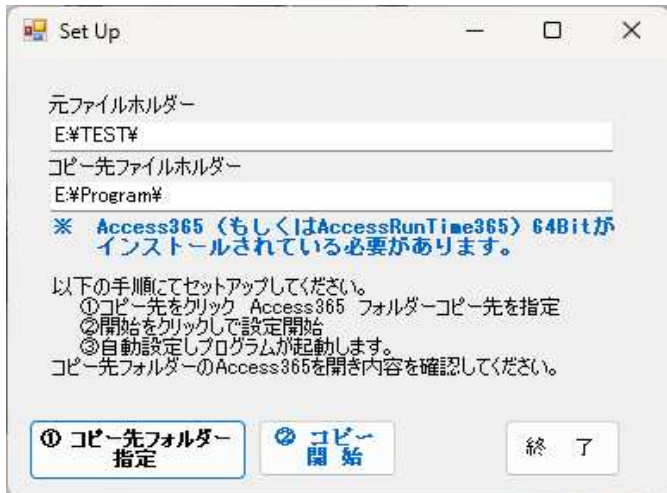 Set Up
元ファイルホルダー
E:¥TEST¥
コピー先ファイルホルダー
E:¥Program¥
※ Access365（もしくはAccessRunTime365）64Bitが
インストールされている必要があります。
以下の手順にてセットアップしてください。
①コピー先をクリック Access365 フォルダーコピー先を指定
②開始をクリックしで設定開始
③自動設定しプログラムが起動します。
コピー先フォルダーのAccess365を開き内容を確認してください。
① コピー先フォルダー
指定
② コピー
開 始
終 了